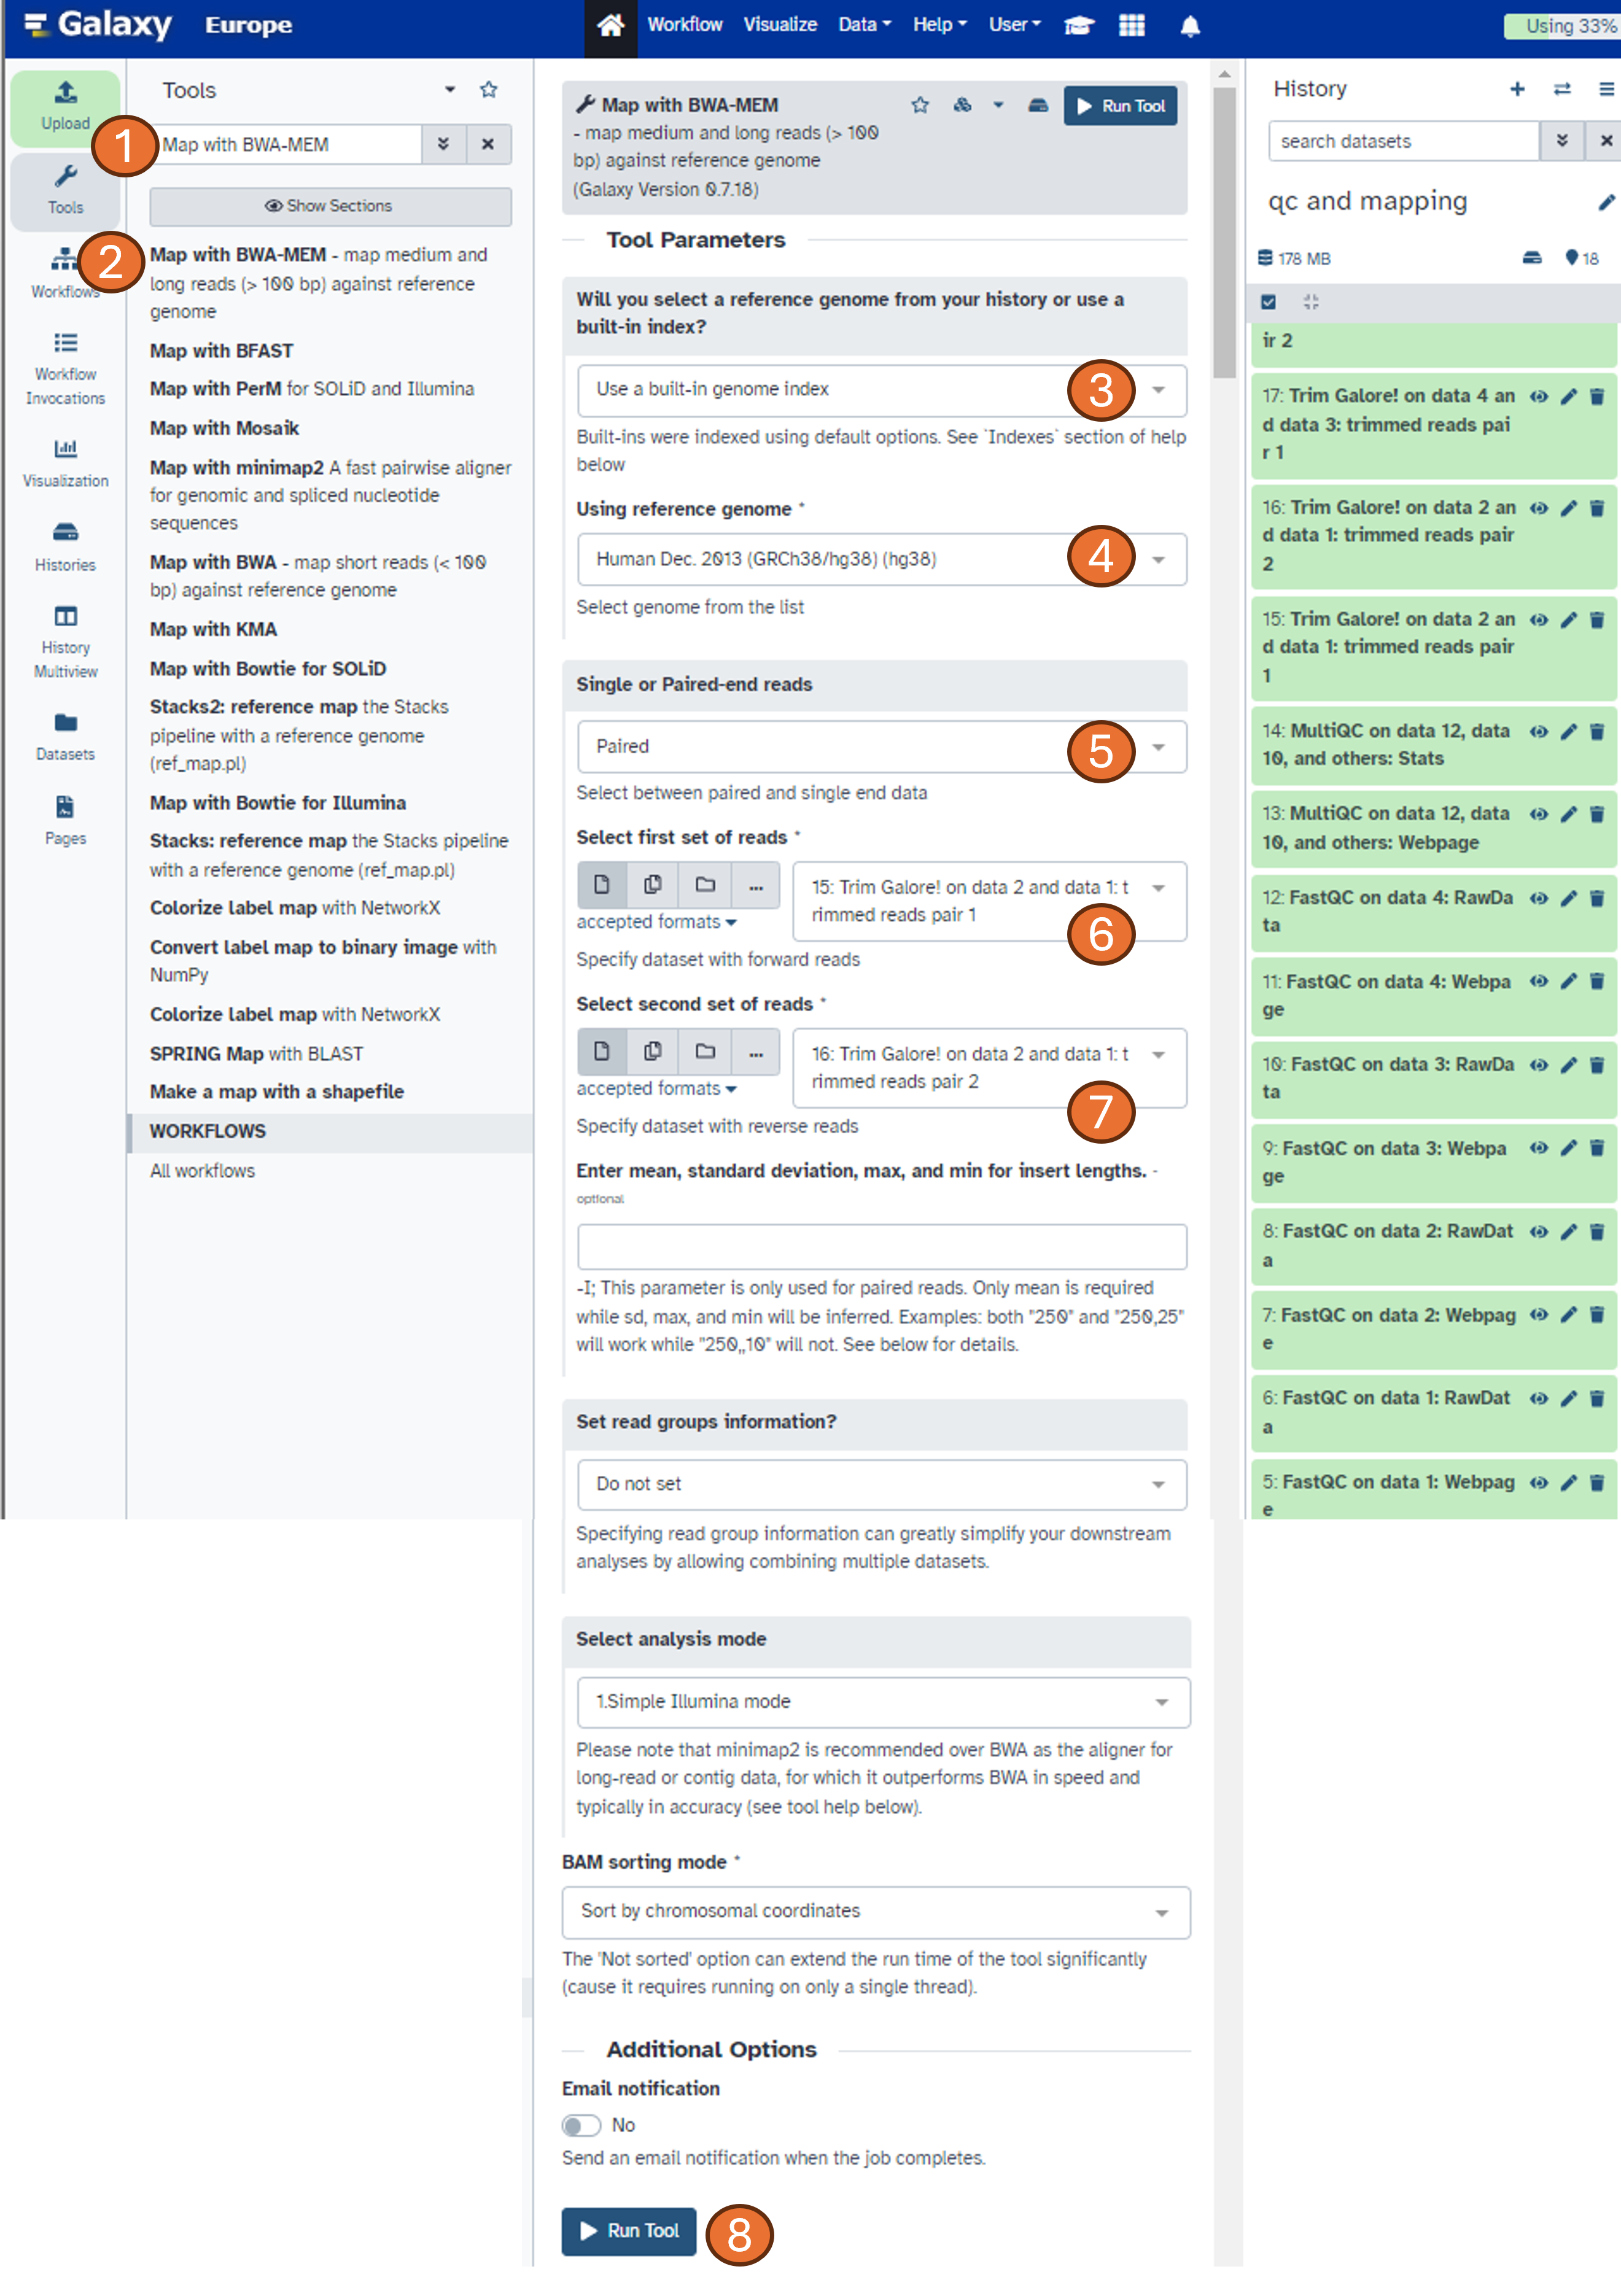 Galaxy Europe
Workflow Visualize Data Help User
Using 33%
Upload
Tools
Workflows
Workflow
Invocations
Visualization
Histories
History
Multiview
Datasets
Pages
Tools
1
Map with BWA-MEM
Show Sections
2
Map with BWA-MEM - map medium and
long reads (> 100 bp) against reference
genome
Map with BFAST
Map with PerM for SOLiD and Illumina
Map with Mosaik
Map with minimap2 A fast pairwise aligner
for genomic and spliced nucleotide
sequences
Map with BWA - map short reads (< 100
bp) against reference genome
Map with KMA
Map with Bowtie for SOLiD
Stacks2: reference map the Stacks
pipeline with a reference genome
(ref_map.pl)
Map with Bowtie for Illumina
Stacks: reference map the Stacks pipeline
with a reference genome (ref_map.pl)
Colorize label map with NetworkX
Convert label map to binary image with
NumPy
Colorize label map with NetworkX
SPRING Map with BLAST
Make a map with a shapefile
WORKFLOWS
All workflows
Map with BWA-MEM
Run Tool
- map medium and long reads (> 100
bp) against reference genome
(Galaxy Version 0.7.18)
Tool Parameters
Will you select a reference genome from your history or use a
built-in index?
Use a built-in genome index
3
Built-ins were indexed using default options. See `Indexes` section of help
below
Using reference genome *
Human Dec. 2013 (GRCh38/hg38) (hg38)
4
Select genome from the list
Single or Paired-end reads
Paired
5
Select between paired and single end data
Select first set of reads *
...
15: Trim Galore! on data 2 and data 1: t
rimmed reads pair 1
accepted formats
6
Specify dataset with forward reads
Select second set of reads *
...
16: Trim Galore! on data 2 and data 1: t
rimmed reads pair 2
accepted formats
7
Specify dataset with reverse reads
Enter mean, standard deviation, max, and min for insert lengths. -
optional
-I; This parameter is only used for paired reads. Only mean is required
while sd, max, and min will be inferred. Examples: both "250" and "250,25"
will work while "250,,10" will not. See below for details.
Set read groups information?
Do not set
Specifying read group information can greatly simplify your downstream
analyses by allowing combining multiple datasets.
Select analysis mode
1.Simple Illumina mode
Please note that minimap2 is recommended over BWA as the aligner for
long-read or contig data, for which it outperforms BWA in speed and
typically in accuracy (see tool help below).
BAM sorting mode *
Sort by chromosomal coordinates
The 'Not sorted' option can extend the run time of the tool significantly
(cause it requires running on only a single thread).
Additional Options
Email notification
No
Send an email notification when the job completes.
Run Tool
8
History
search datasets
qc and mapping
178 MB
18
ir 2
17: Trim Galore! on data 4 an
d data 3: trimmed reads pai
r 1
16: Trim Galore! on data 2 an
d data 1: trimmed reads pair
2
15: Trim Galore! on data 2 an
d data 1: trimmed reads pair
1
14: MultiQC on data 12, data
10, and others: Stats
13: MultiQC on data 12, data
10, and others: Webpage
12: FastQC on data 4: RawDa
ta
11: FastQC on data 4: Webpa
ge
10: FastQC on data 3: RawDa
ta
9: FastQC on data 3: Webpa
ge
8: FastQC on data 2: RawDat
a
7: FastQC on data 2: Webpag
e
6: FastQC on data 1: RawDat
a
5: FastQC on data 1: Webpag
e